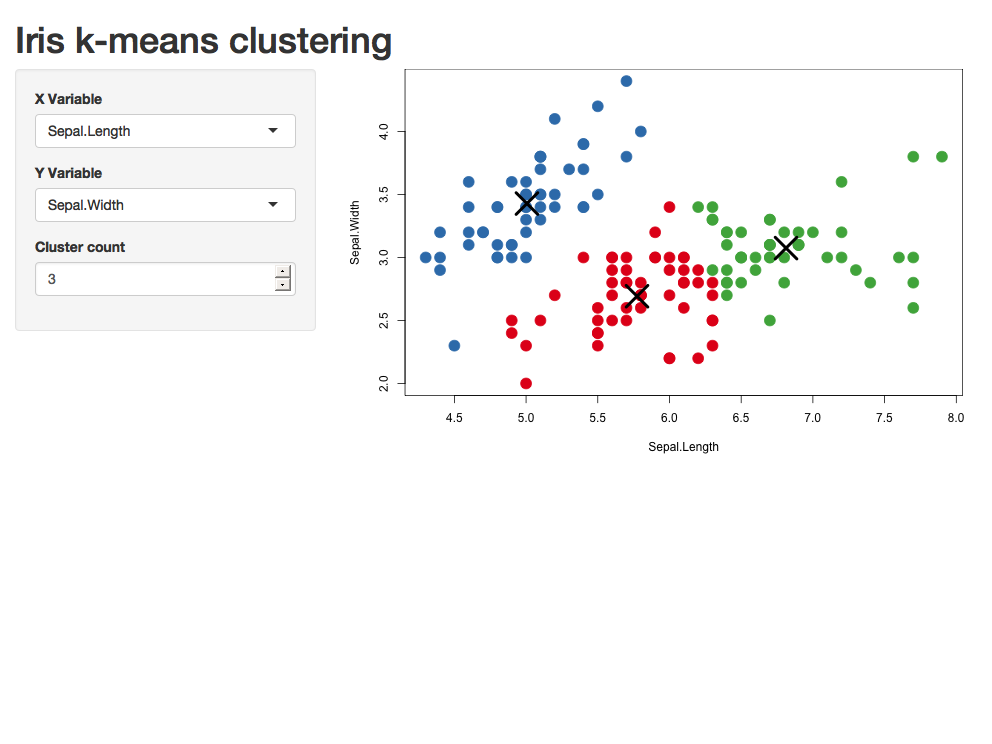 Iris k-means clustering
X Variable
Sepal.Length
Y Variable
Sepal.Width
Cluster count
3
Sepal.Width
4.0
3.5
3.0
2.5
2.0
4.5 5.0 5.5 6.0 6.5 7.0 7.5 8.0
Sepal.Length